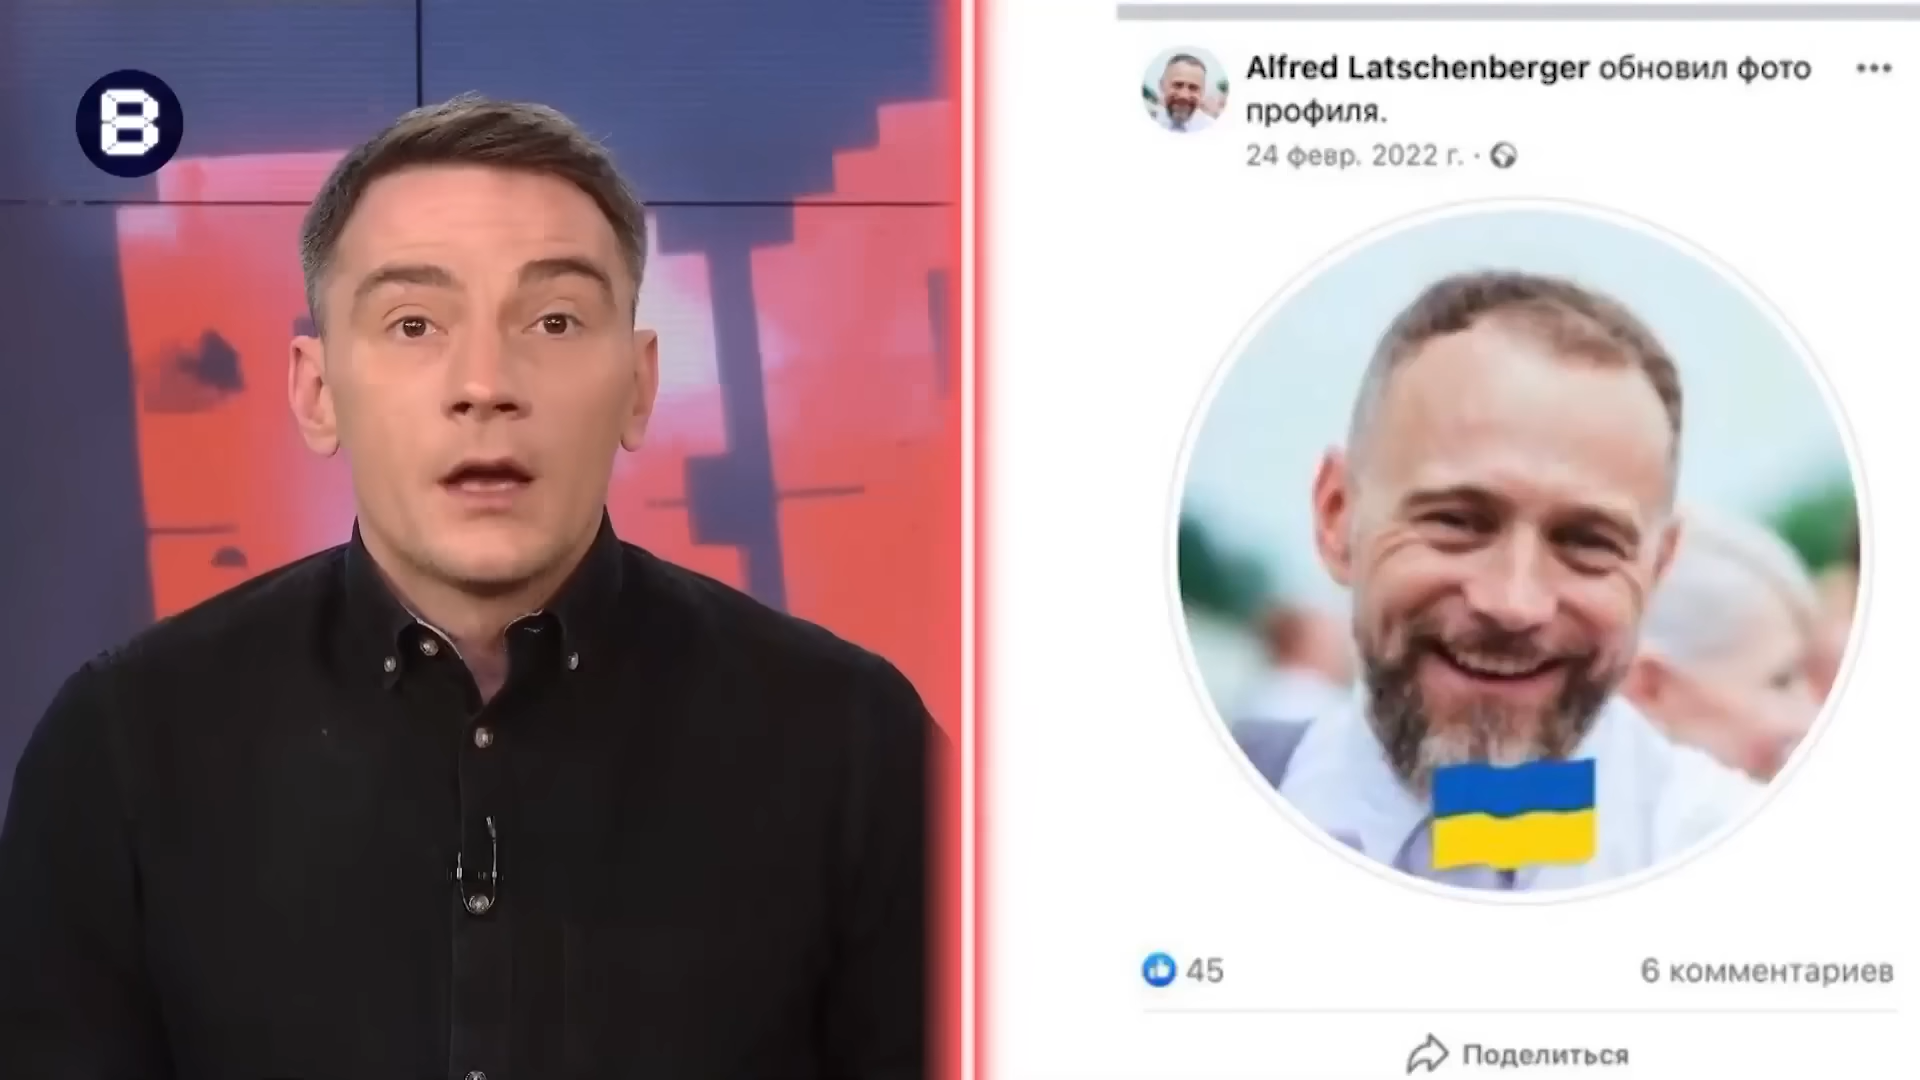 B
Alfred Latschenberger обновил фото
профиля.
24 февр. 2022 г. ·
45
6 комментариев
Поделиться